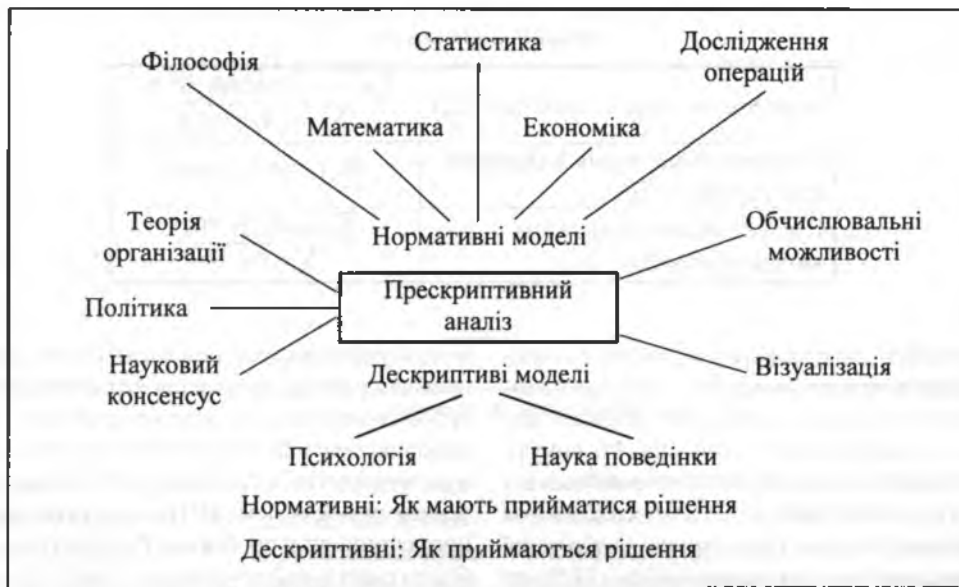 Статистика
Дослідження
операцій
Філософія
Математика
Економіка
Теорія
організації
Нормативні моделі
Обчислювальні
можливості
Прескриптивний
аналіз
Політика
Науковий
консенсус
Дескриптиві моделі
Візуалізація
Психологія
Наука поведінки
Нормативні: Як мають прийматися рішення
Дескриптивні: Як приймаються рішення